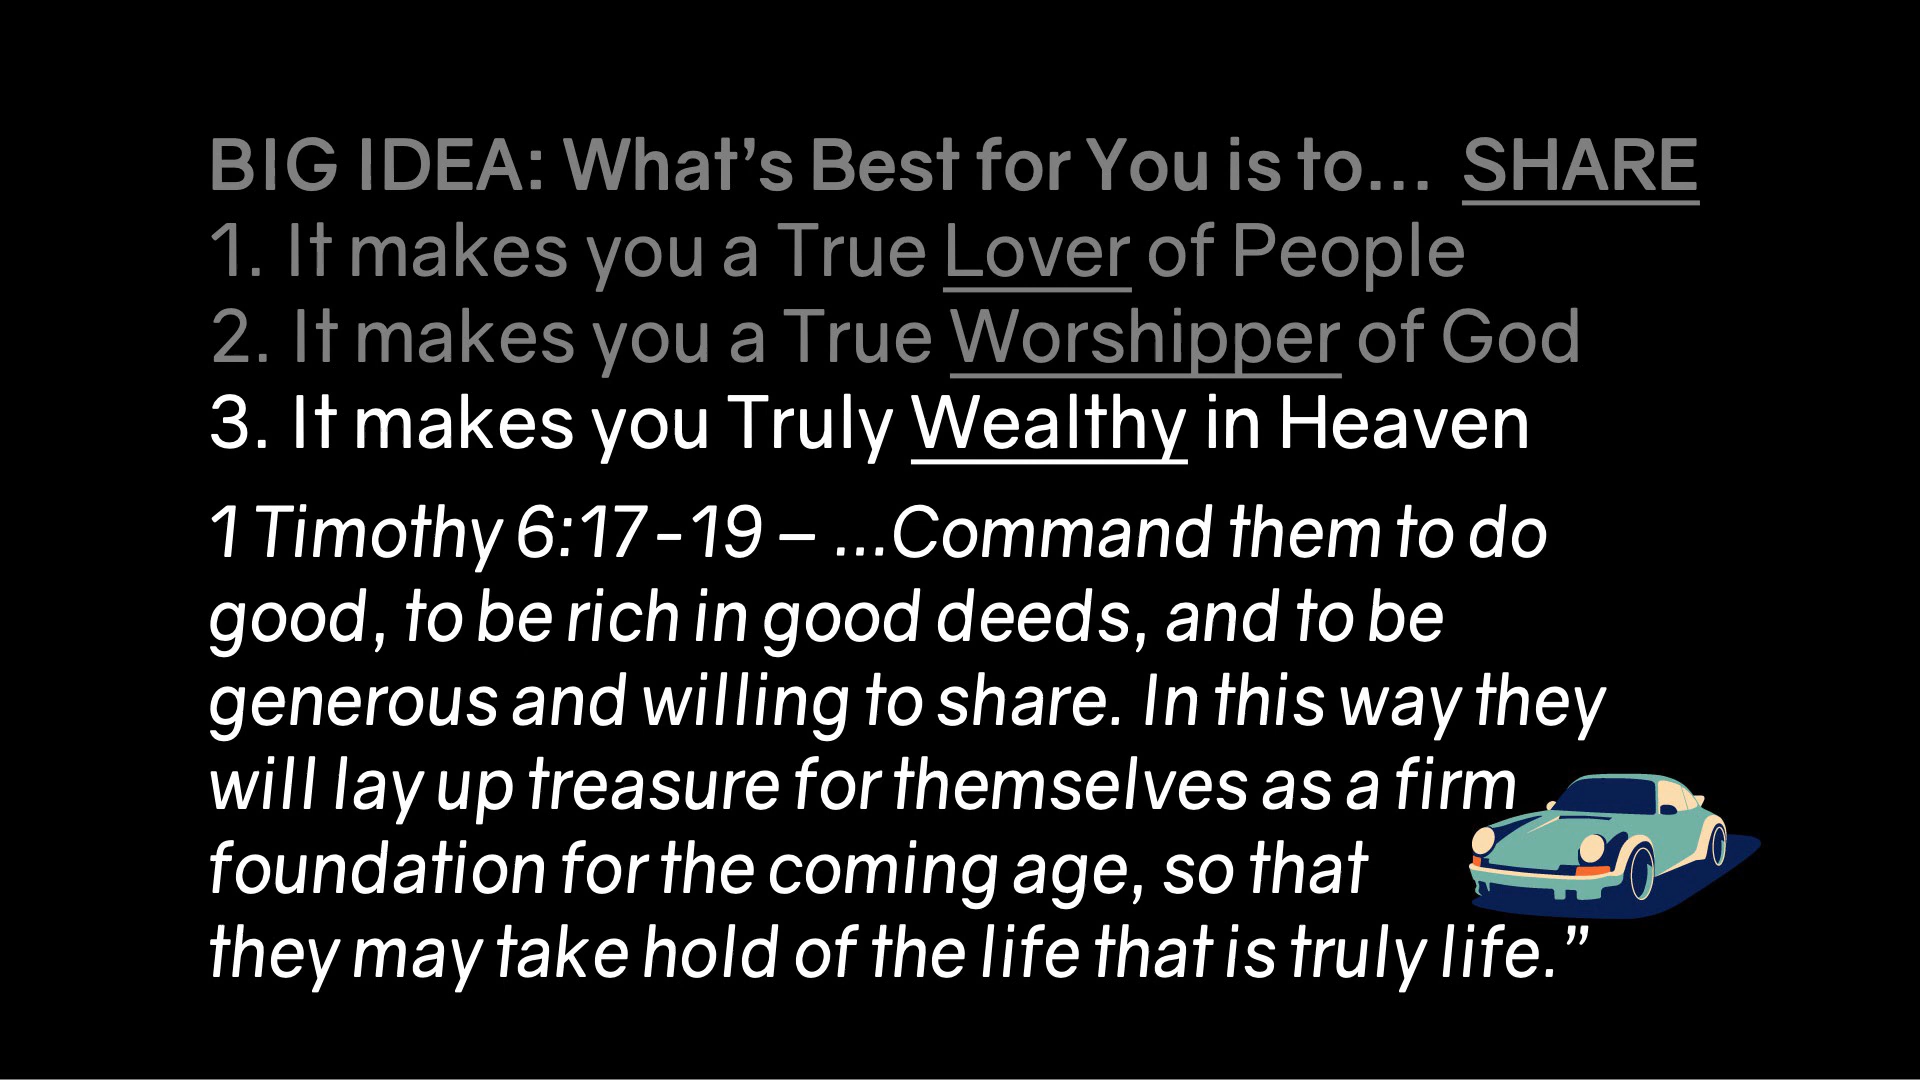 BIG IDEA: What’s Best for You is to… SHARE
1. It makes you a True Lover of People
2. It makes you a True Worshipper of God
3. It makes you Truly Wealthy in Heaven
1 Timothy 6:17-19 – …Command them to do
good, to be rich in good deeds, and to be
generous and willing to share. In this way they
will lay up treasure for themselves as a firm
foundation for the coming age, so that
they may take hold of the life that is truly life.”